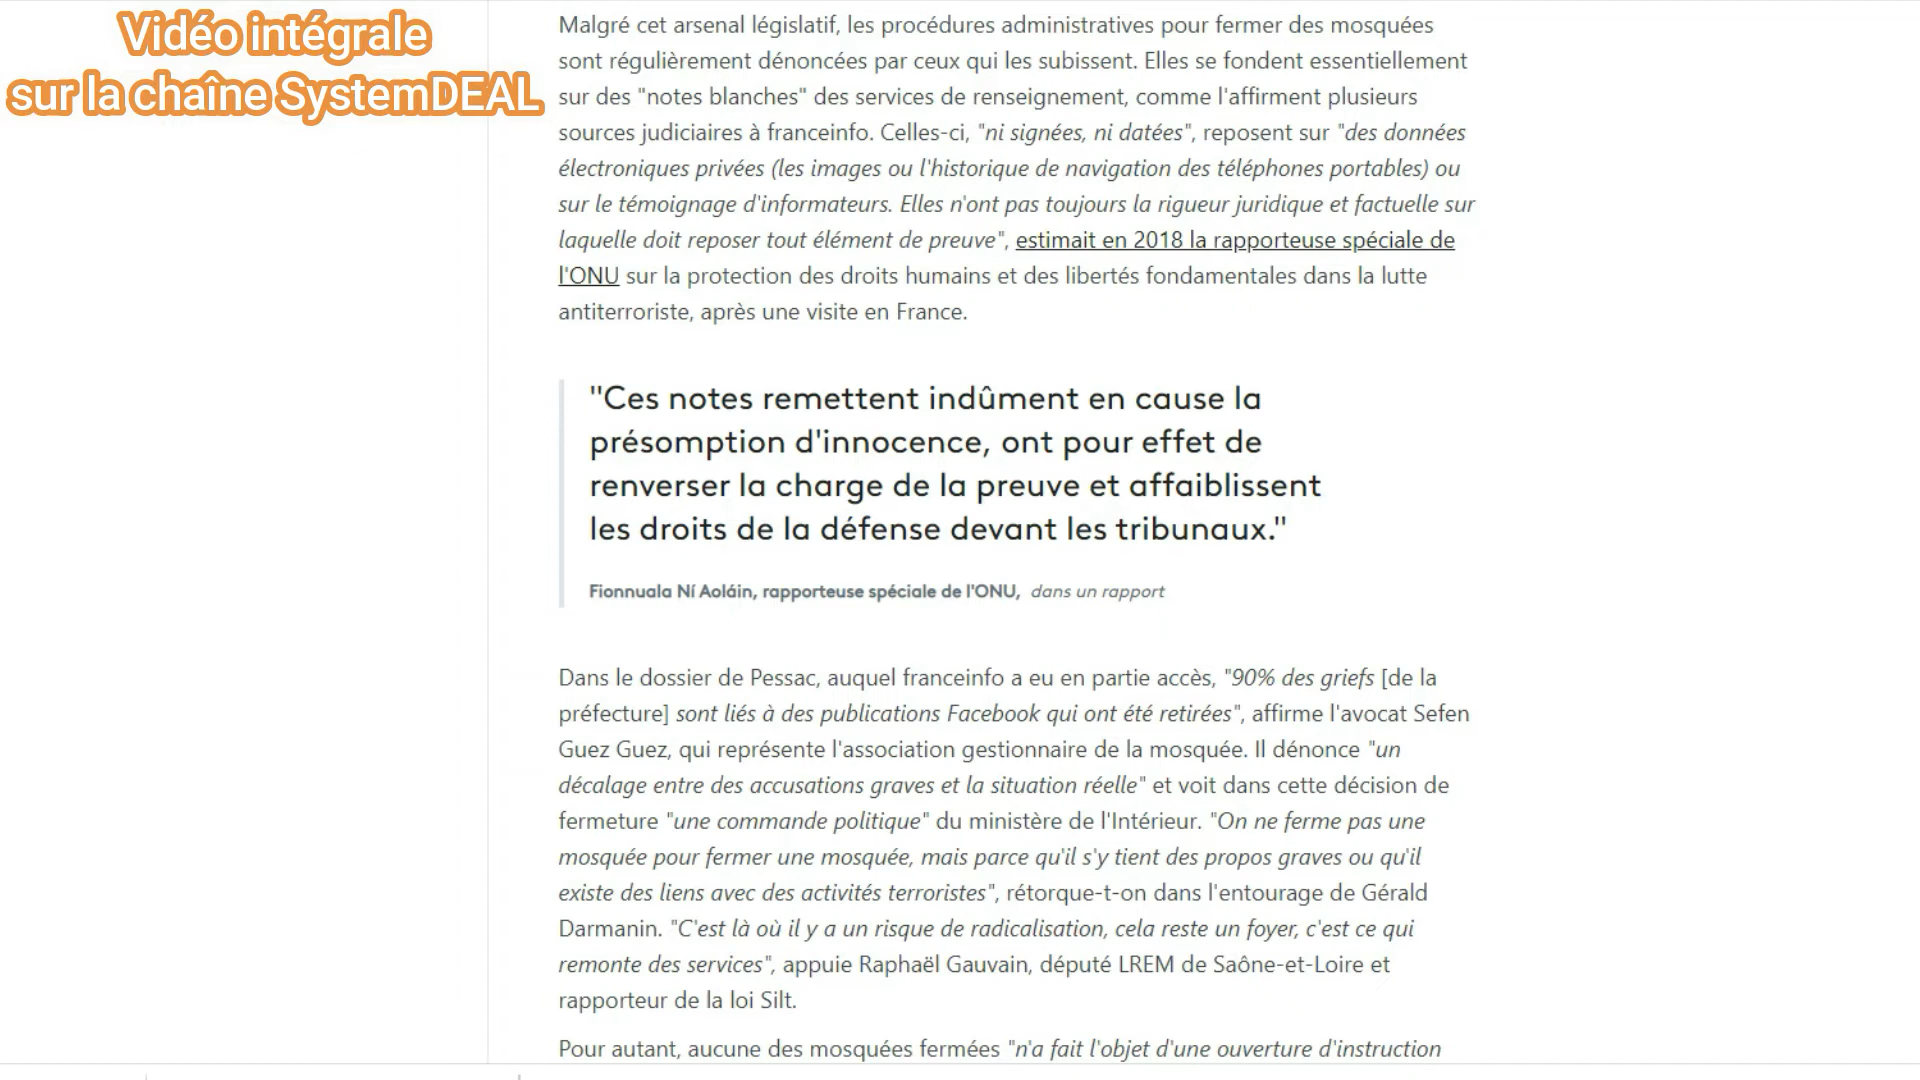 Vidéo intégrale
sur la chaîne SystemDEAL
Malgré cet arsenal législatif, les procédures administratives pour fermer des mosquées
sont régulièrement dénoncées par ceux qui les subissent. Elles se fondent essentiellement
sur des "notes blanches" des services de renseignement, comme l'affirment plusieurs
sources judiciaires à franceinfo. Celles-ci, "ni signées, ni datées", reposent sur "des données
électroniques privées (les images ou l'historique de navigation des téléphones portables) ou
sur le témoignage d'informateurs. Elles n'ont pas toujours la rigueur juridique et factuelle sur
laquelle doit reposer tout élément de preuve", estimait en 2018 la rapporteuse spéciale de
l'ONU sur la protection des droits humains et des libertés fondamentales dans la lutte
antiterroriste, après une visite en France.
"Ces notes remettent indûment en cause la
présomption d'innocence, ont pour effet de
renverser la charge de la preuve et affaiblissent
les droits de la défense devant les tribunaux."
Fionnuala Ní Aoláin, rapporteuse spéciale de l'ONU, dans un rapport
Dans le dossier de Pessac, auquel franceinfo a eu en partie accès, "90% des griefs [de la
préfecture] sont liés à des publications Facebook qui ont été retirées", affirme l'avocat Sefen
Guez Guez, qui représente l'association gestionnaire de la mosquée. Il dénonce "un
décalage entre des accusations graves et la situation réelle" et voit dans cette décision de
fermeture "une commande politique" du ministère de l'Intérieur. "On ne ferme pas une
mosquée pour fermer une mosquée, mais parce qu'il s'y tient des propos graves ou qu'il
existe des liens avec des activités terroristes", rétorque-t-on dans l'entourage de Gérald
Darmanin. "C'est là où il y a un risque de radicalisation, cela reste un foyer, c'est ce qui
remonte des services", appuie Raphaël Gauvain, député LREM de Saône-et-Loire et
rapporteur de la loi Silt.
Pour autant, aucune des mosquées fermées "n'a fait l'objet d'une ouverture d'instruction